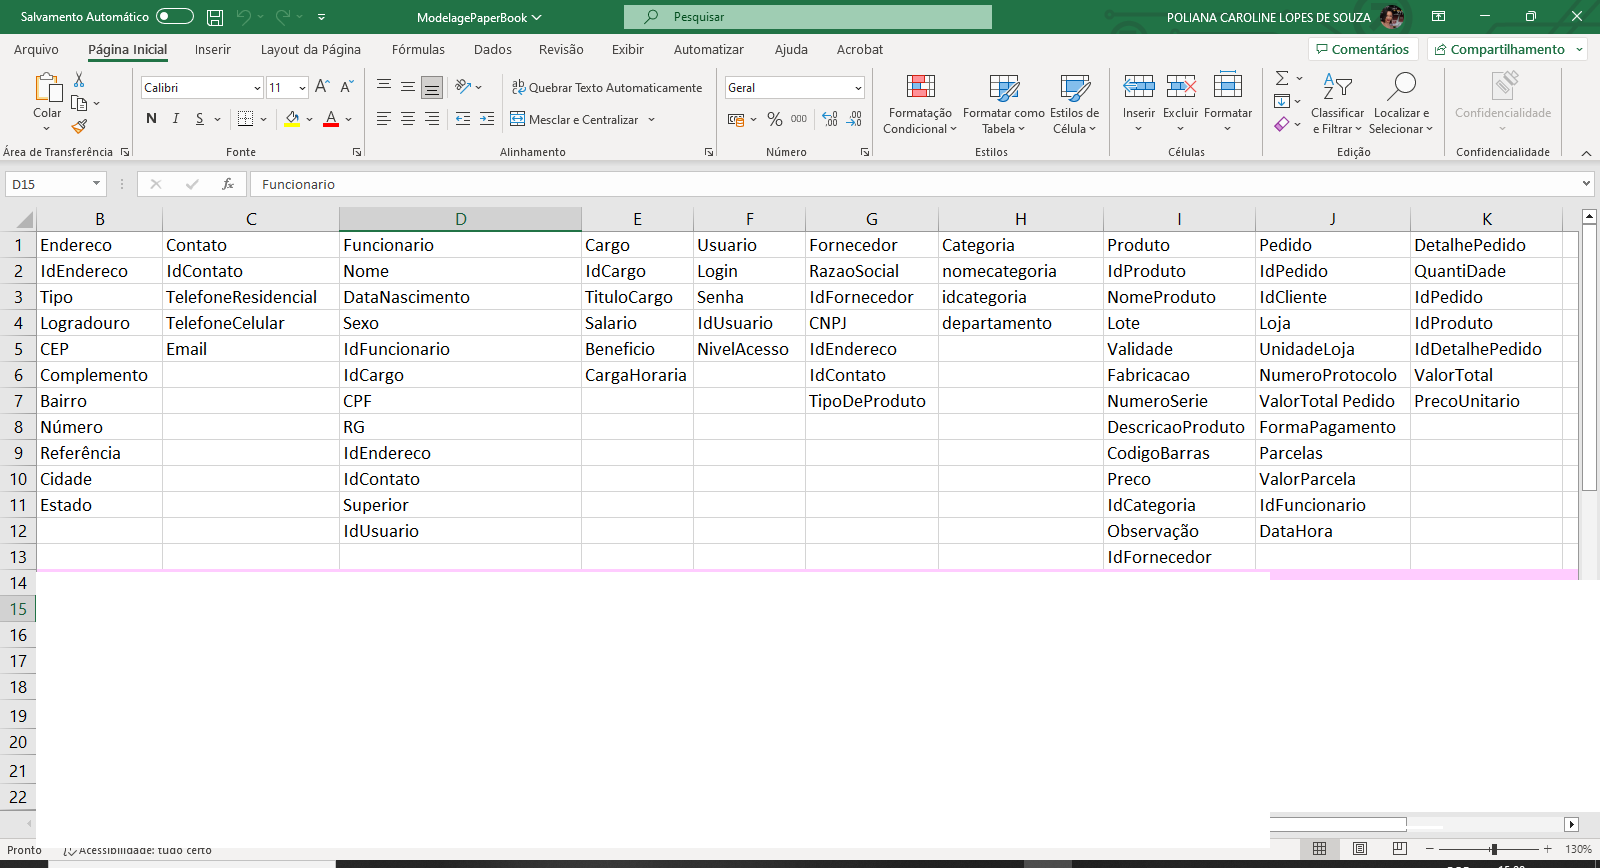 Salvamento Automático
ModelagePaperBook
Pesquisar
POLIANA CAROLINE LOPES DE SOUZA
Arquivo Página Inicial Inserir Layout da Página Fórmulas Dados Revisão Exibir Automatizar Ajuda Acrobat Comentários Compartilhamento
Colar
Área de Transferência
Calibri 11
N I S
Fonte
Quebrar Texto Automaticamente
Mesclar e Centralizar
Alinhamento
Geral
% 000
Número
Formatação Condicional
Formatar como Tabela
Estilos de Célula
Estilos
Inserir Excluir Formatar
Células
Classificar e Filtrar
Localizar e Selecionar
Edição
Confidencialidade
Confidencialidade
D15 fx Funcionario
B C D E F G H I J K
1 Endereco Contato Funcionario Cargo Usuario Fornecedor Categoria Produto Pedido DetalhePedido
2 IdEndereco IdContato Nome IdCargo Login RazaoSocial nomecategoria IdProduto IdPedido QuantiDade
3 Tipo TelefoneResidencial DataNascimento TituloCargo Senha IdFornecedor idcategoria NomeProduto IdCliente IdPedido
4 Logradouro TelefoneCelular Sexo Salario IdUsuario CNPJ departamento Lote Loja IdProduto
5 CEP Email IdFuncionario Beneficio NivelAcesso IdEndereco Validade UnidadeLoja IdDetalhePedido
6 Complemento IdCargo CargaHoraria IdContato Fabricacao NumeroProtocolo ValorTotal
7 Bairro CPF TipoDeProduto NumeroSerie ValorTotal Pedido PrecoUnitario
8 Número RG DescricaoProduto FormaPagamento
9 Referência IdEndereco CodigoBarras Parcelas
10 Cidade IdContato Preco ValorParcela
11 Estado Superior IdCategoria IdFuncionario
12 IdUsuario Observação DataHora
13 IdFornecedor
14
15
16
17
18
19
20
21
22
Pronto Acessibilidade: tudo certo 130%